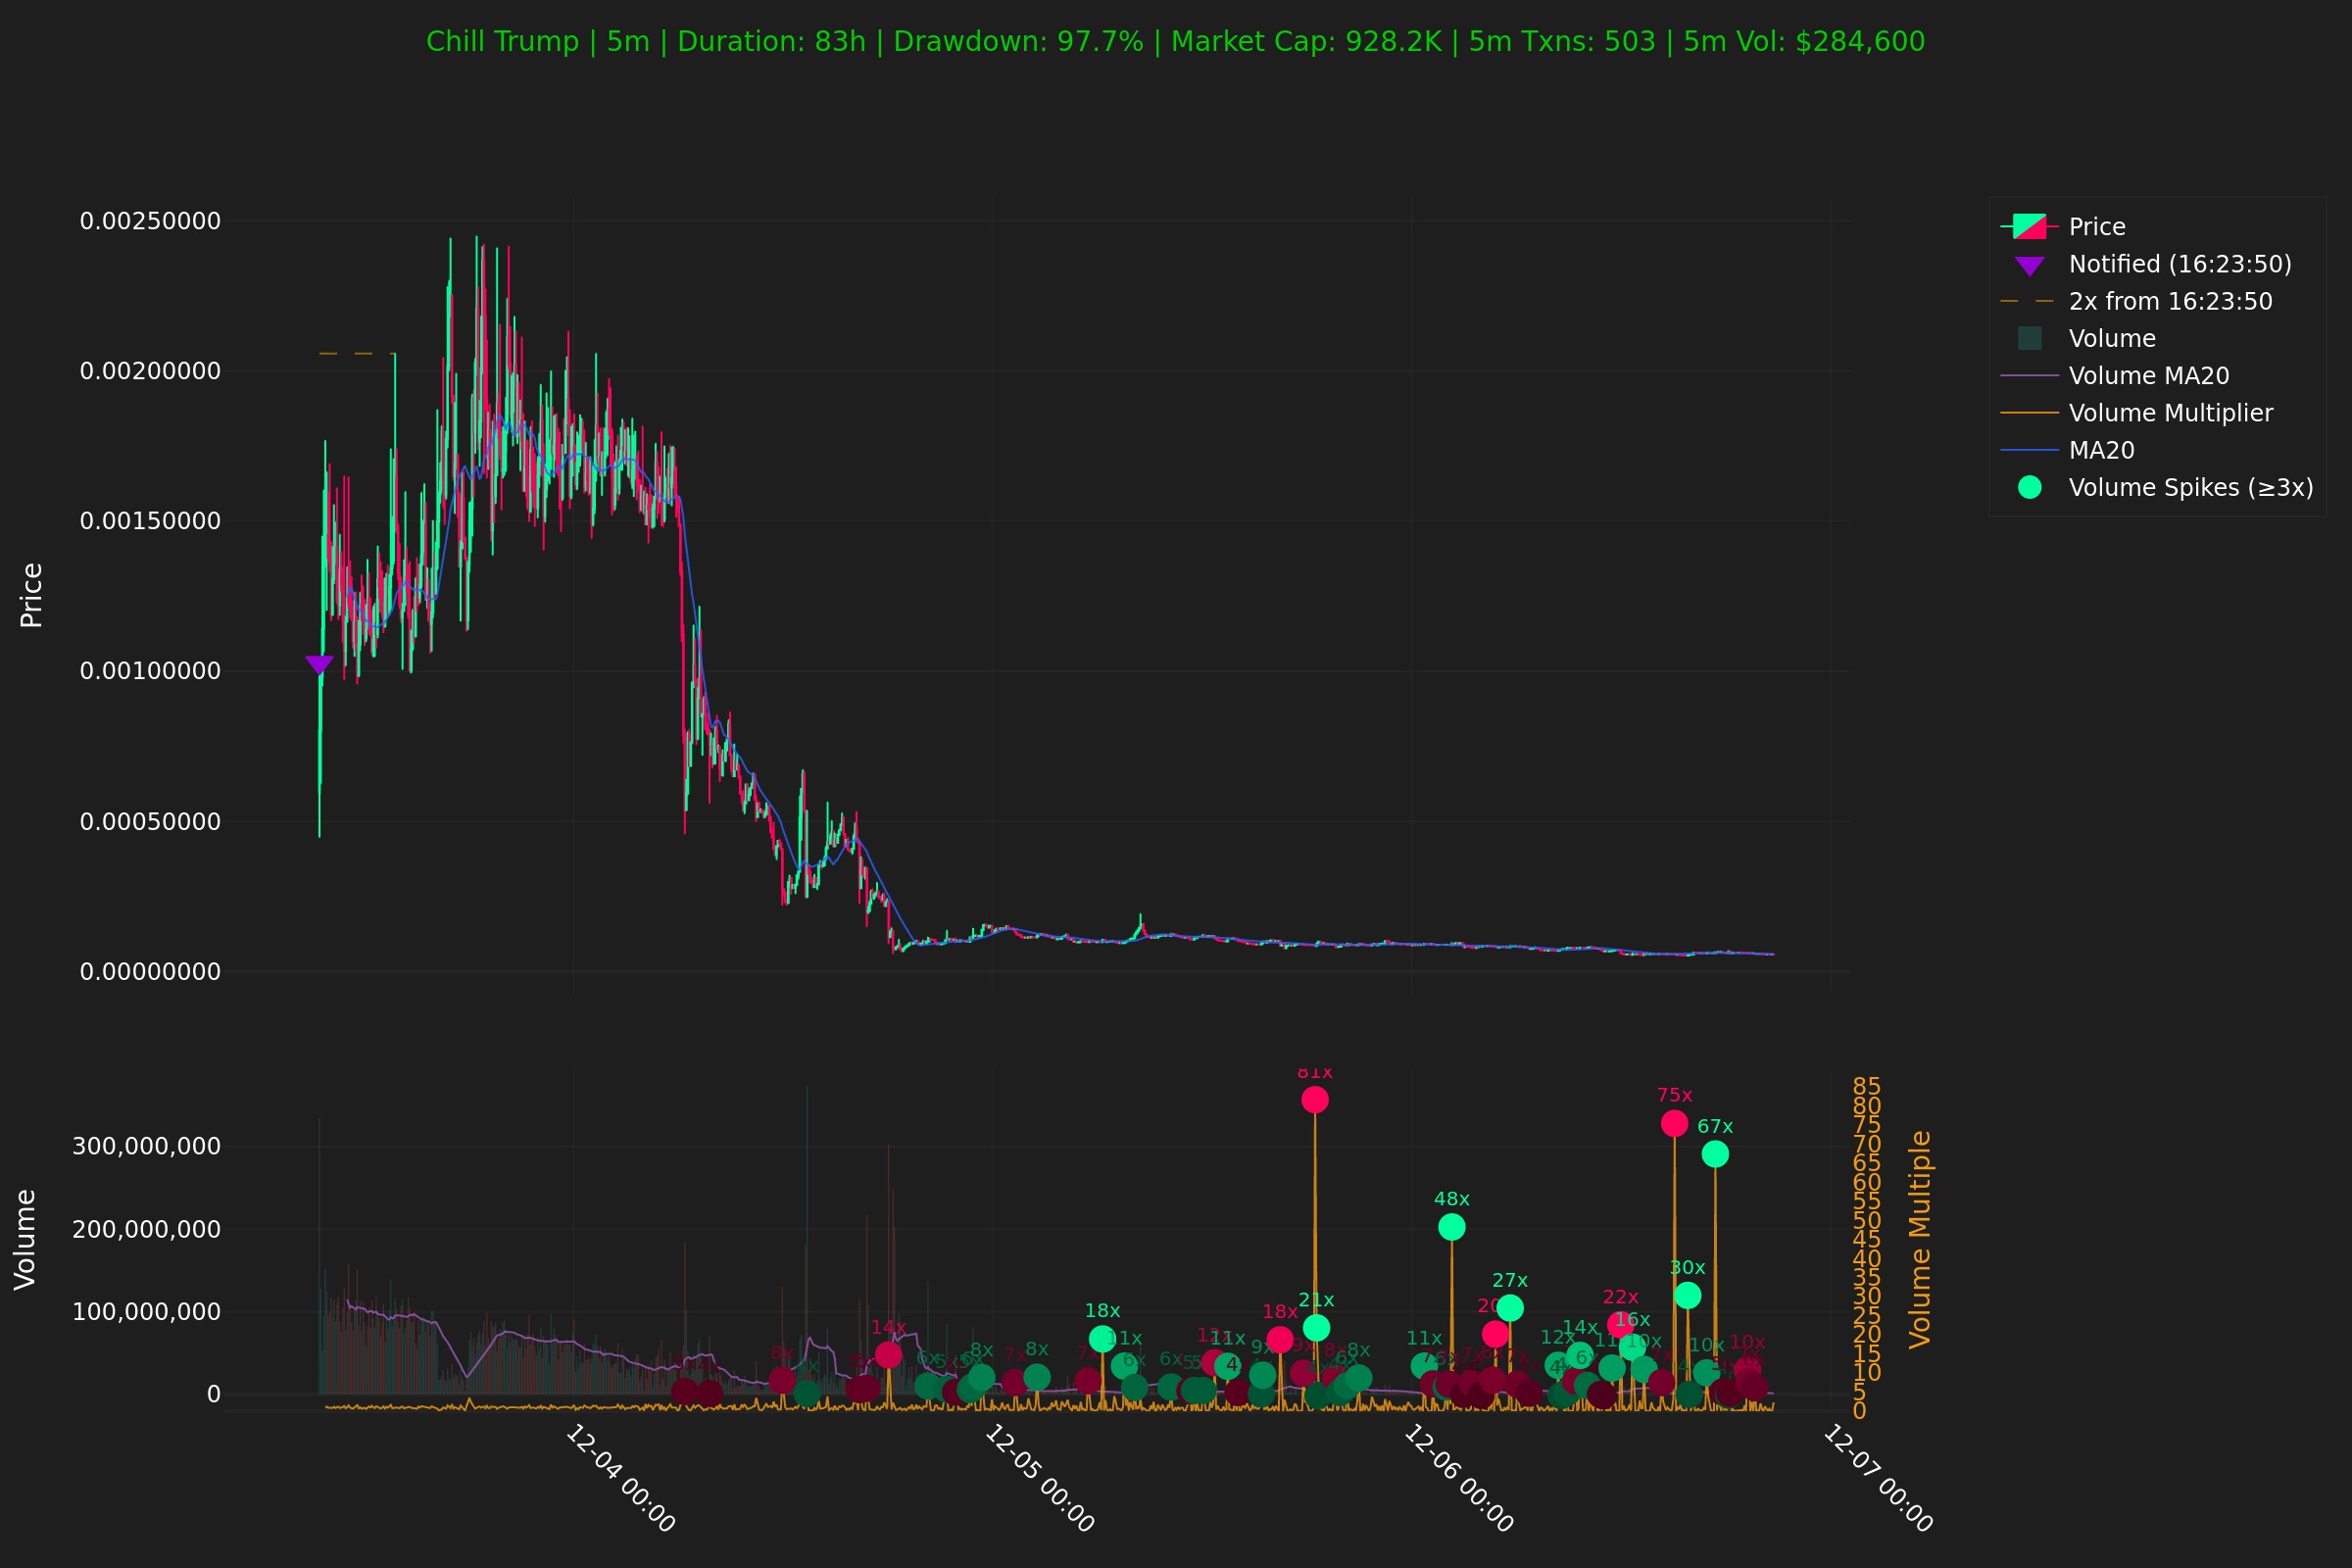 Chill Trump | 5m | Duration: 83h | Drawdown: 97.7% | Market Cap: 928.2K | 5m Txns: 503 | 5m Vol: $284,600
Price
0.00250000
0.00200000
0.00150000
0.00100000
0.00050000
0.00000000
Price
Notified (16:23:50)
2x from 16:23:50
Volume
Volume MA20
Volume Multiplier
MA20
Volume Spikes (≥3x)
Volume
300,000,000
200,000,000
100,000,000
0
81x
75x
67x
48x
30x
27x
22x
21x
18x
18x
16x
14x
14x
12x
11x
11x
11x
10x
10x
10x
9x
8x
8x
8x
8x
85
80
75
70
65
60
55
50
45
40
35
30
25
20
15
10
5
0
Volume Multiple
12-04 00:00
12-05 00:00
12-06 00:00
12-07 00:00